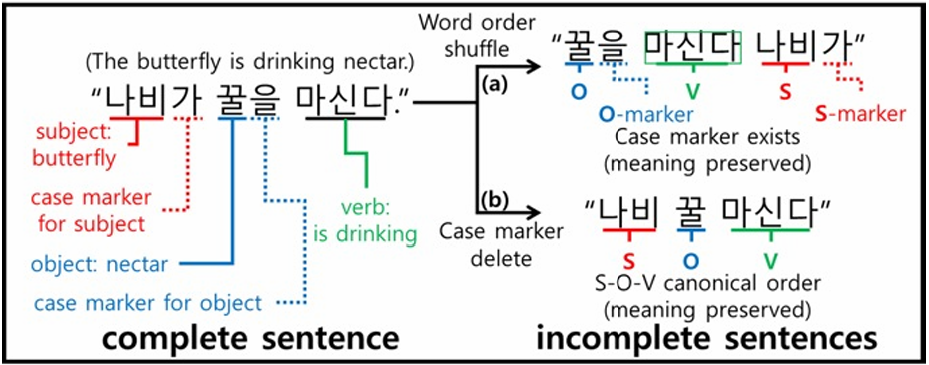 (The butterfly is drinking nectar.)
“나비가 꿀을 마신다.”
subject:
butterfly
case marker
for subject
object: nectar
case marker for object
verb:
is drinking
complete sentence
Word order
shuffle
(a)
“꿀을 마신다 나비가”
O
V
S
O-marker
S-marker
Case marker exists
(meaning preserved)
(b)
Case marker
delete
“나비 꿀 마신다”
S
O
V
S-O-V canonical order
(meaning preserved)
incomplete sentences